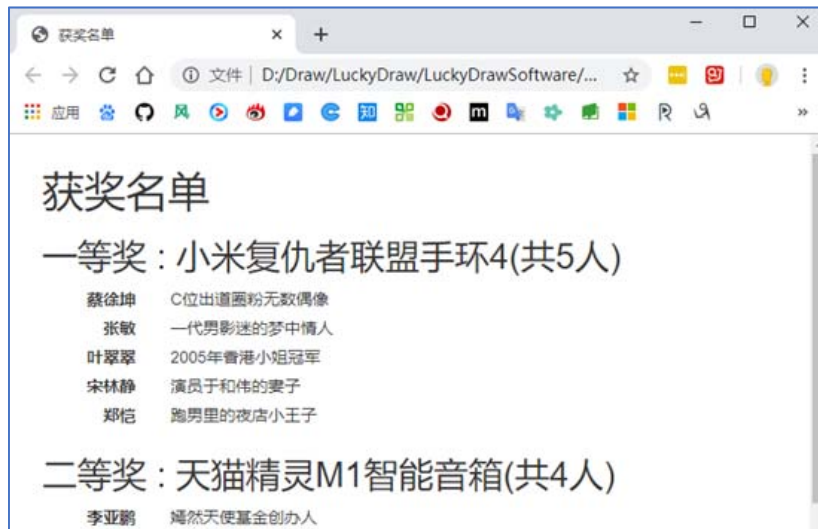 获奖名单
文件 | D:/Draw/LuckyDraw/LuckyDrawSoftware/...
应用
获奖名单
一等奖 : 小米复仇者联盟手环4(共5人)
蔡徐坤 C位出道圈粉无数偶像
张敏 一代男影迷的梦中情人
叶翠翠 2005年香港小姐冠军
宋林静 演员于和伟的妻子
郑恺 跑男里的夜店小王子
二等奖 : 天猫精灵M1智能音箱(共4人)
李亚鹏 嫣然天使基金创办人